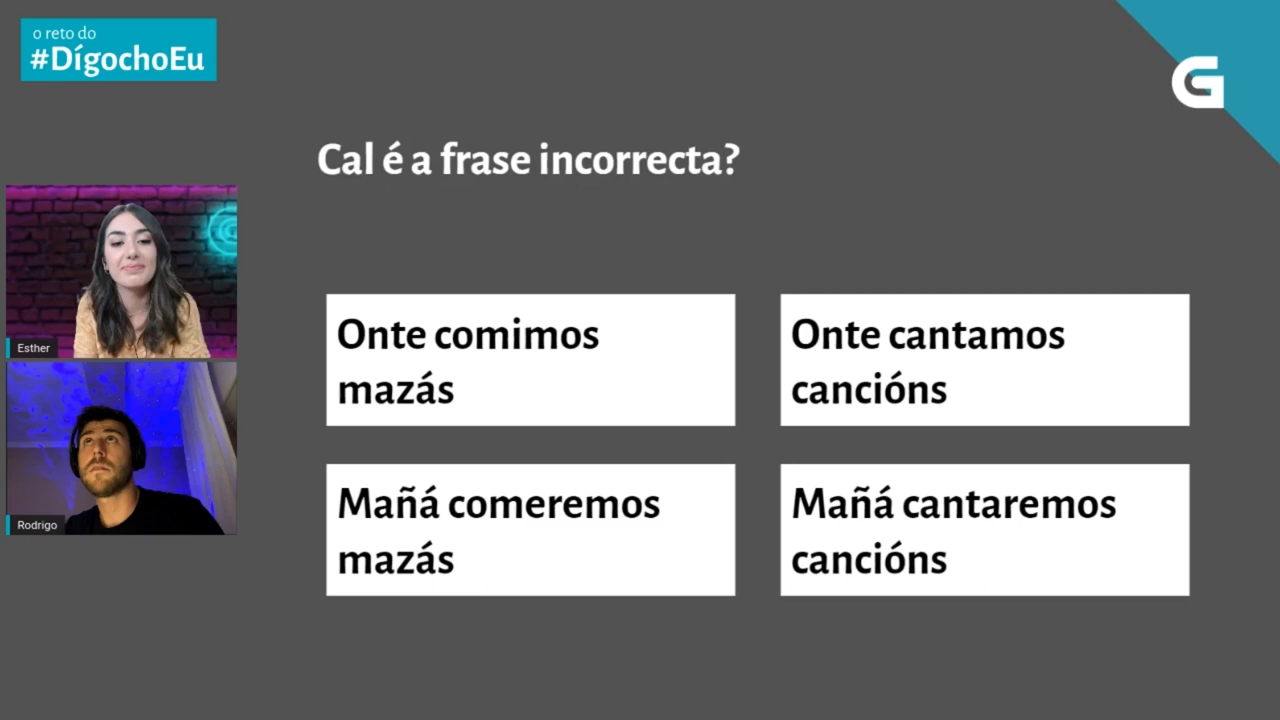 o reto do
#DígochoEu
G
Cal é a frase incorrecta?
Esther
Rodrigo
Onte comimos
mazás
Onte cantamos
cancións
Mañá comeremos
mazás
Mañá cantaremos
cancións